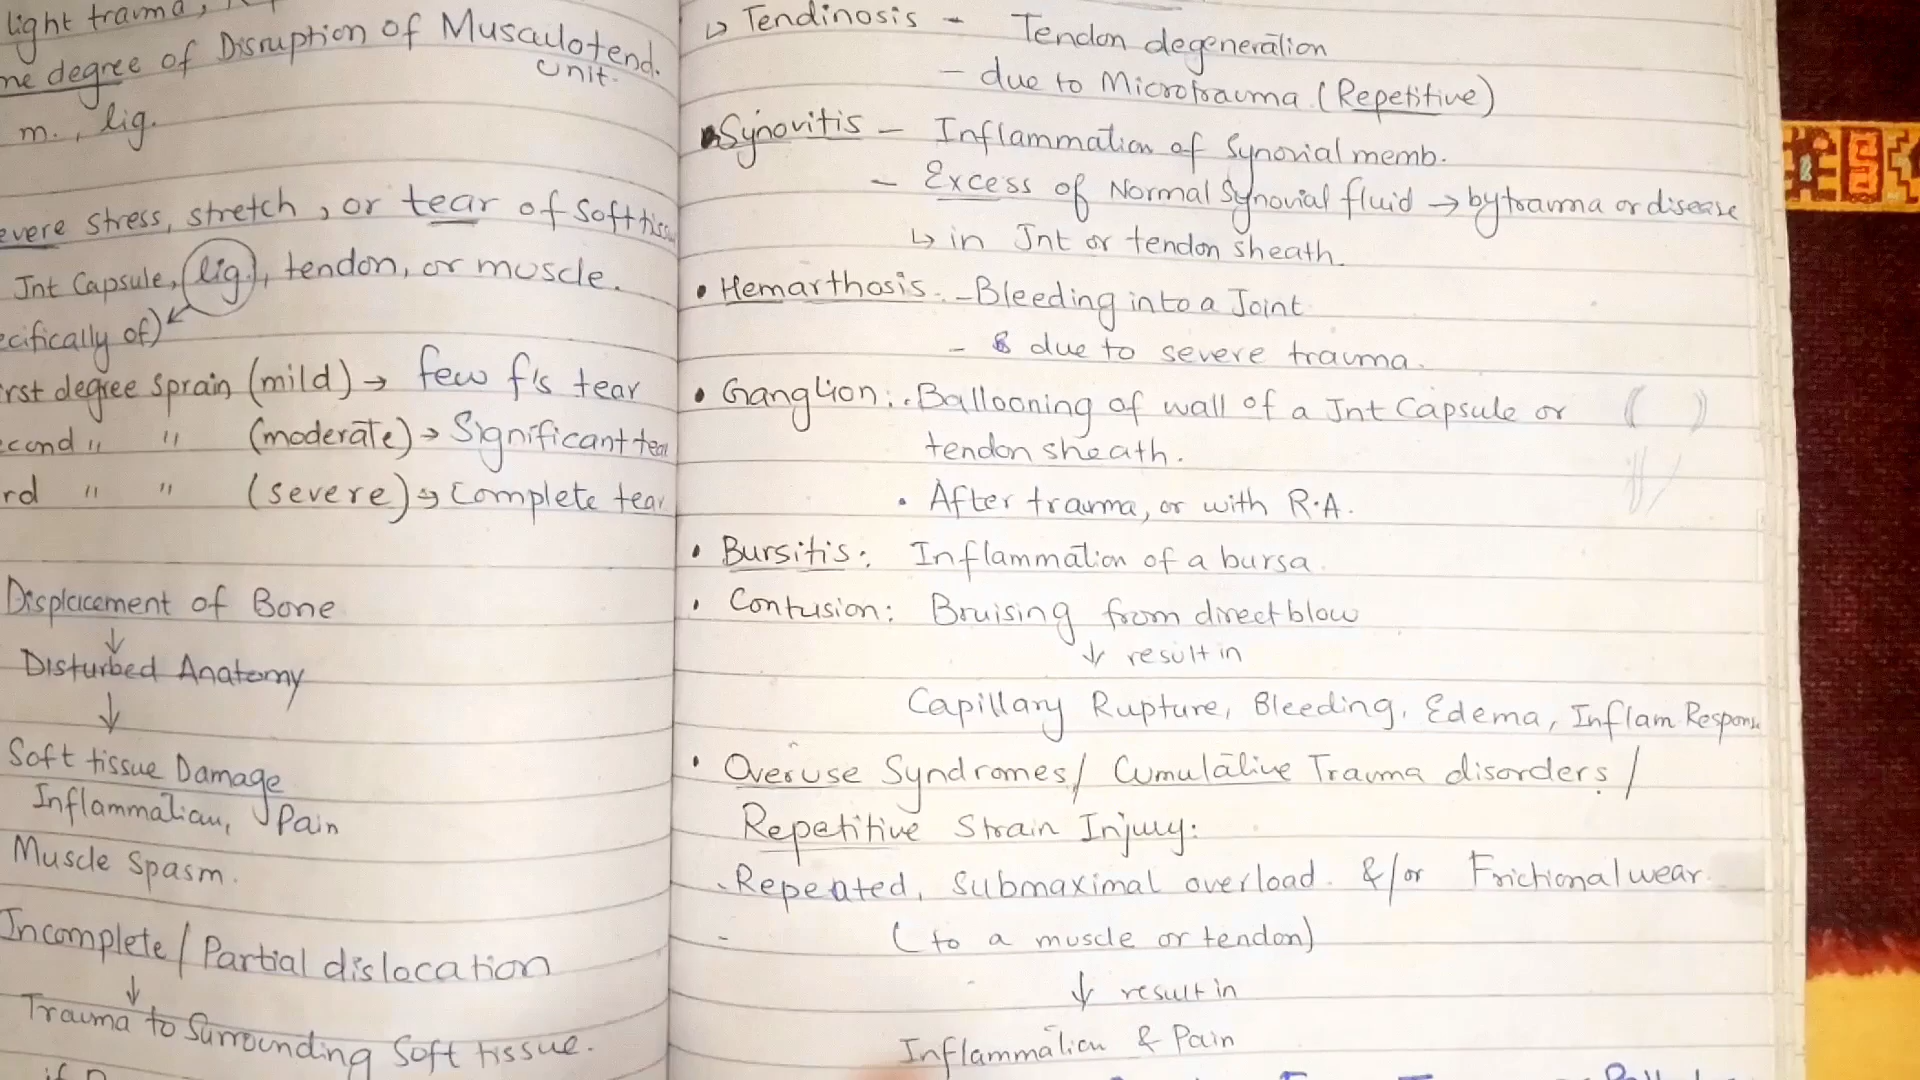 light trauma,
ne degree of Disruption of Musculotend.
unit.
m., lig.
evere stress, stretch, or tear of Soft tissu
Jnt Capsule, (lig.), tendon, or muscle.
ecifically of)
irst degree Sprain (mild) → few f's tear
econd " " (moderate) → Significant tear
rd " " (severe) → Complete tear
Displacement of Bone
↓
Disturbed Anatomy
↓
Soft tissue Damage
Inflammation, Pain
Muscle Spasm.
Incomplete / Partial dislocation
↓
Trauma to Surrounding Soft tissue.
↳ Tendinosis - Tendon degeneration
- due to Microtrauma (Repetitive)
Synovitis - Inflammation of Synovial memb.
- Excess of Normal Synovial fluid → by trauma or disease
↳ in Jnt or tendon sheath.
• Hemarthosis: - Bleeding into a Joint
- due to severe trauma.
• Ganglion: . Ballooning of wall of a Jnt Capsule or
tendon sheath.
• After trauma, or with R.A.
• Bursitis: Inflammation of a bursa
• Contusion: Bruising from direct blow
↓ result in
Capillary Rupture, Bleeding, Edema, Inflam Respons
• Overuse Syndromes / Cumulative Trauma disorders /
Repetitive Strain Injury:
- Repeated, Submaximal overload &/or Frictional wear
(to a muscle or tendon)
↓ result in
Inflammation & Pain